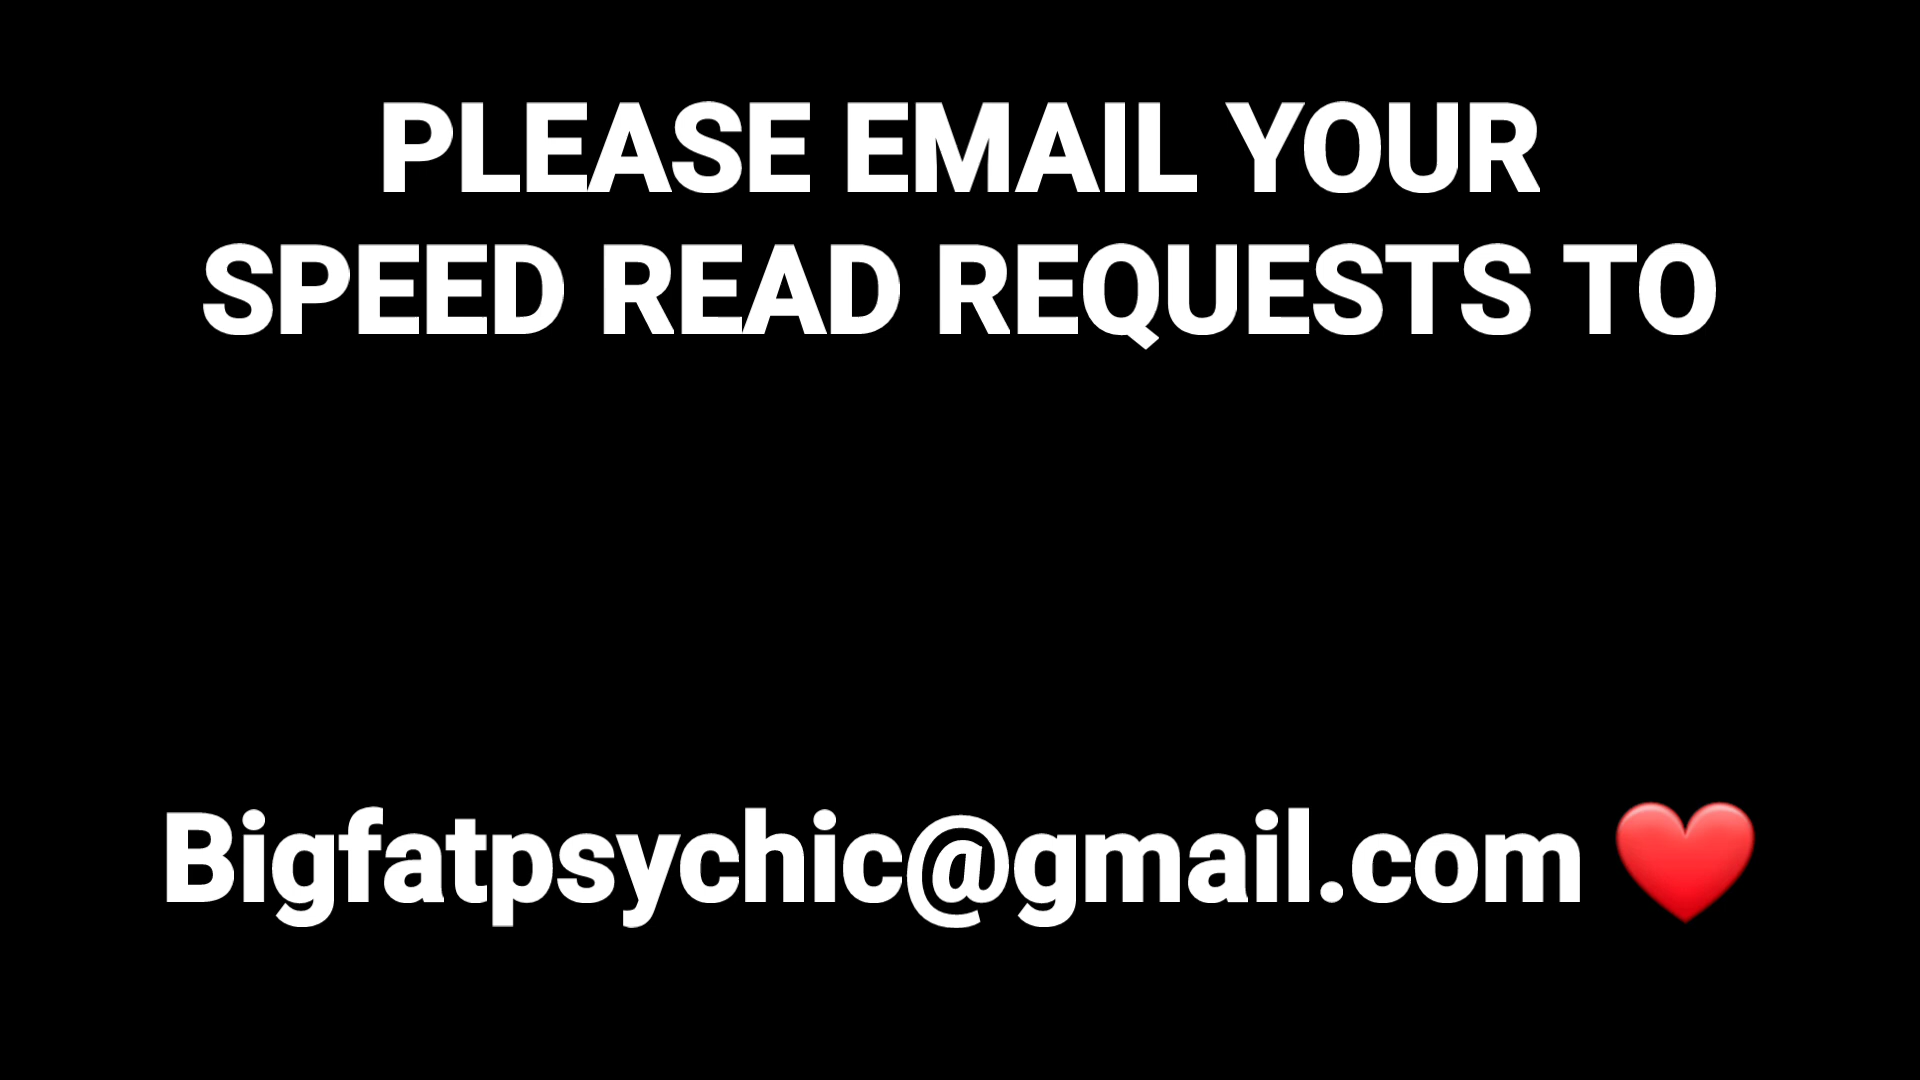 PLEASE EMAIL YOUR
SPEED READ REQUESTS TO
Bigfatpsychic@gmail.com ❤️